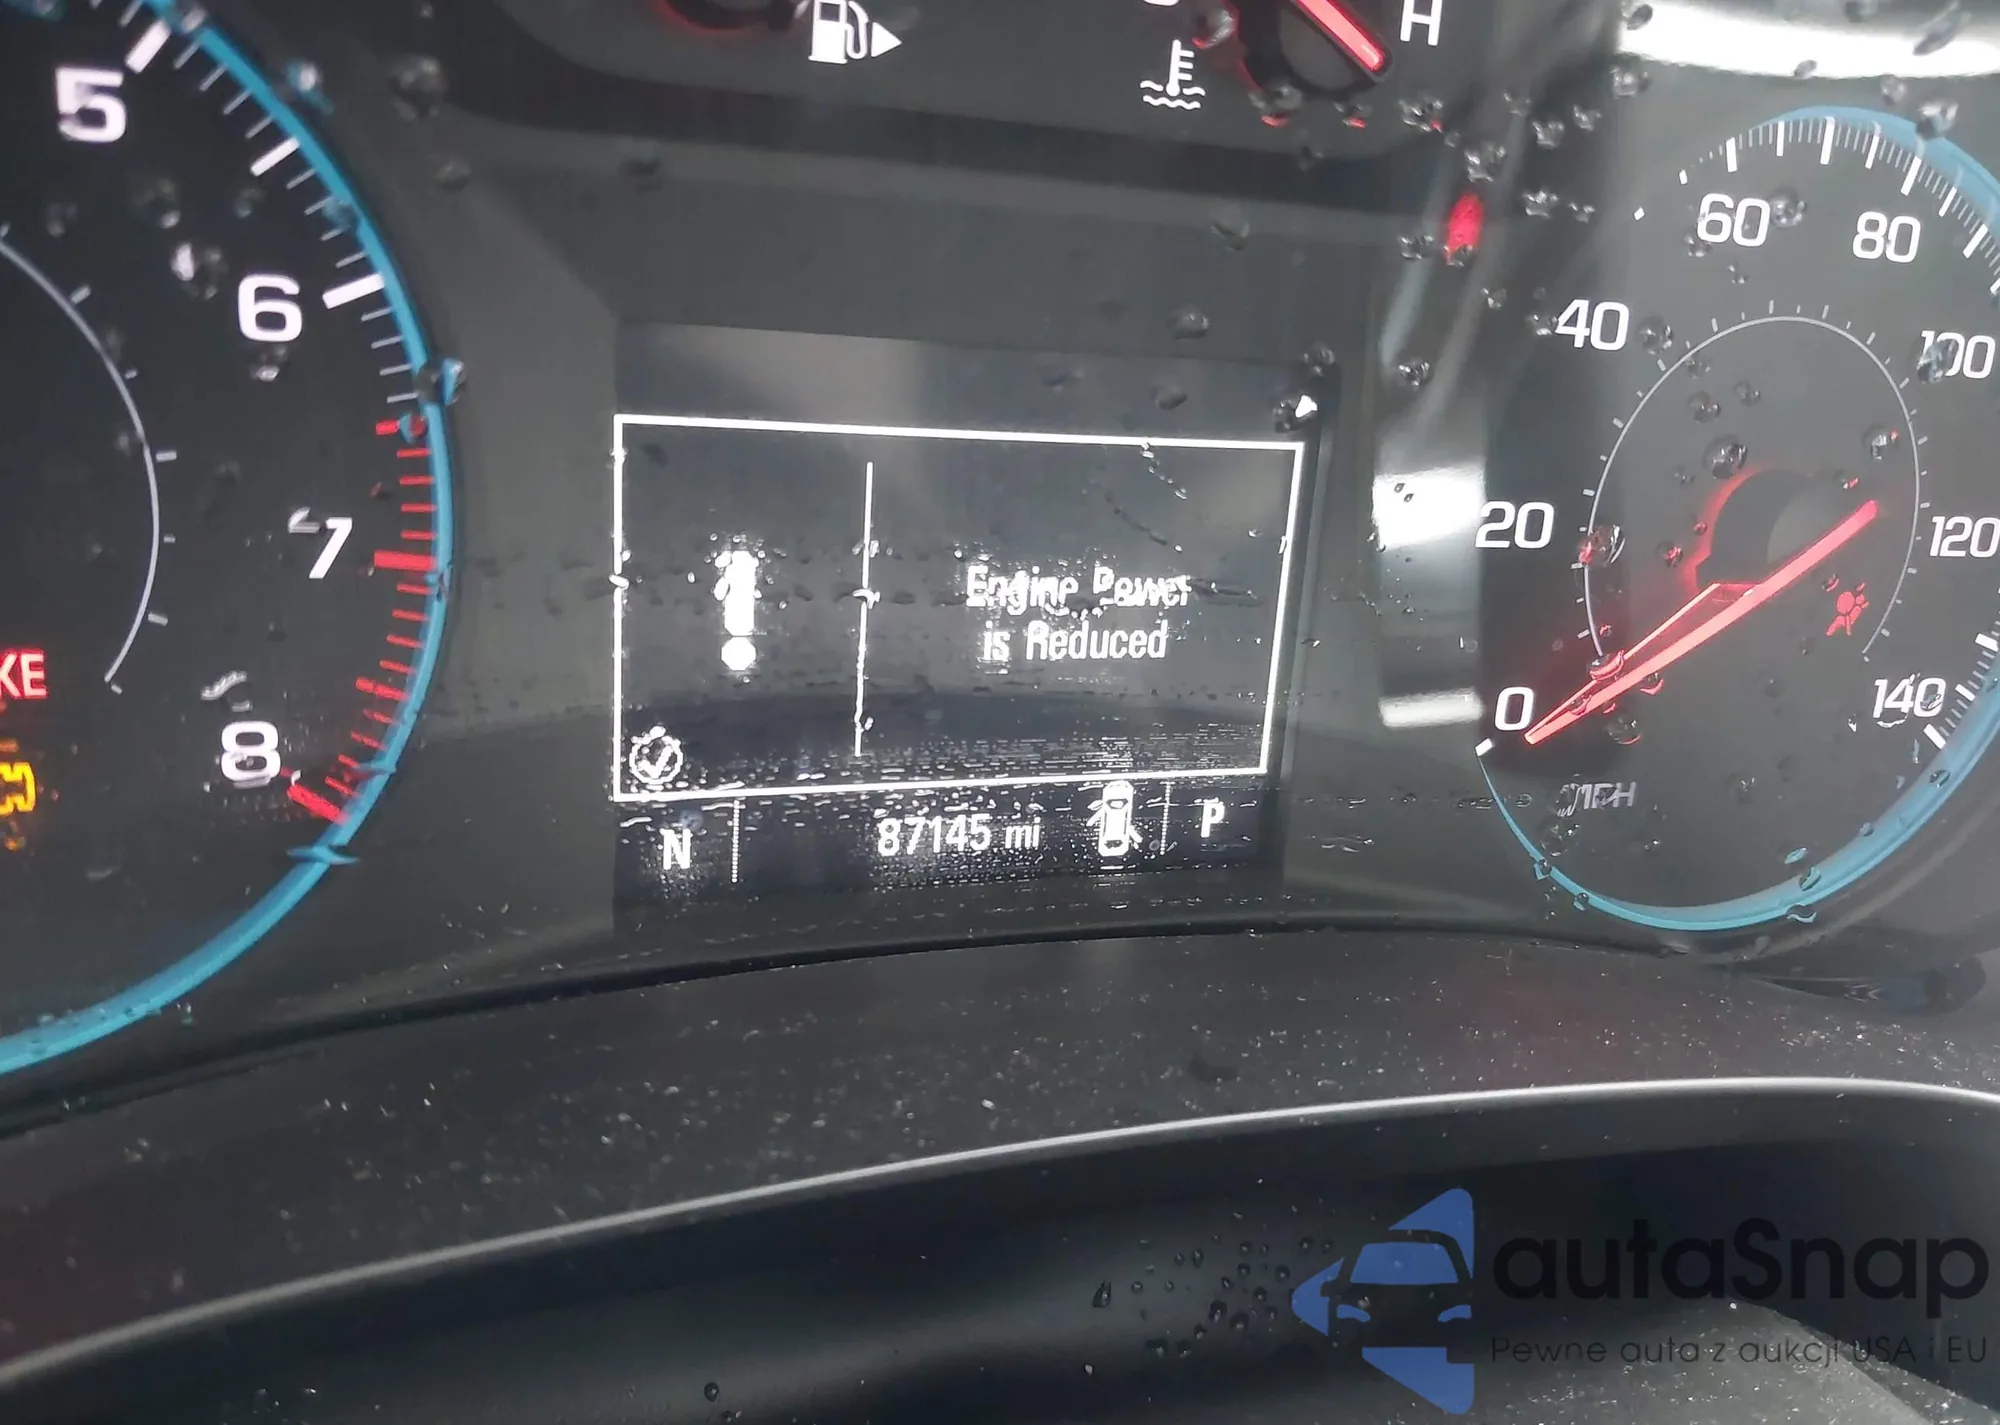 5
6
7
8
KE
H
60
80
40
100
20
120
0
140
MPH
Engine Power
is Reduced
N
87145 mi
P
autaSnap
Pewne auta z aukcji USA i EU